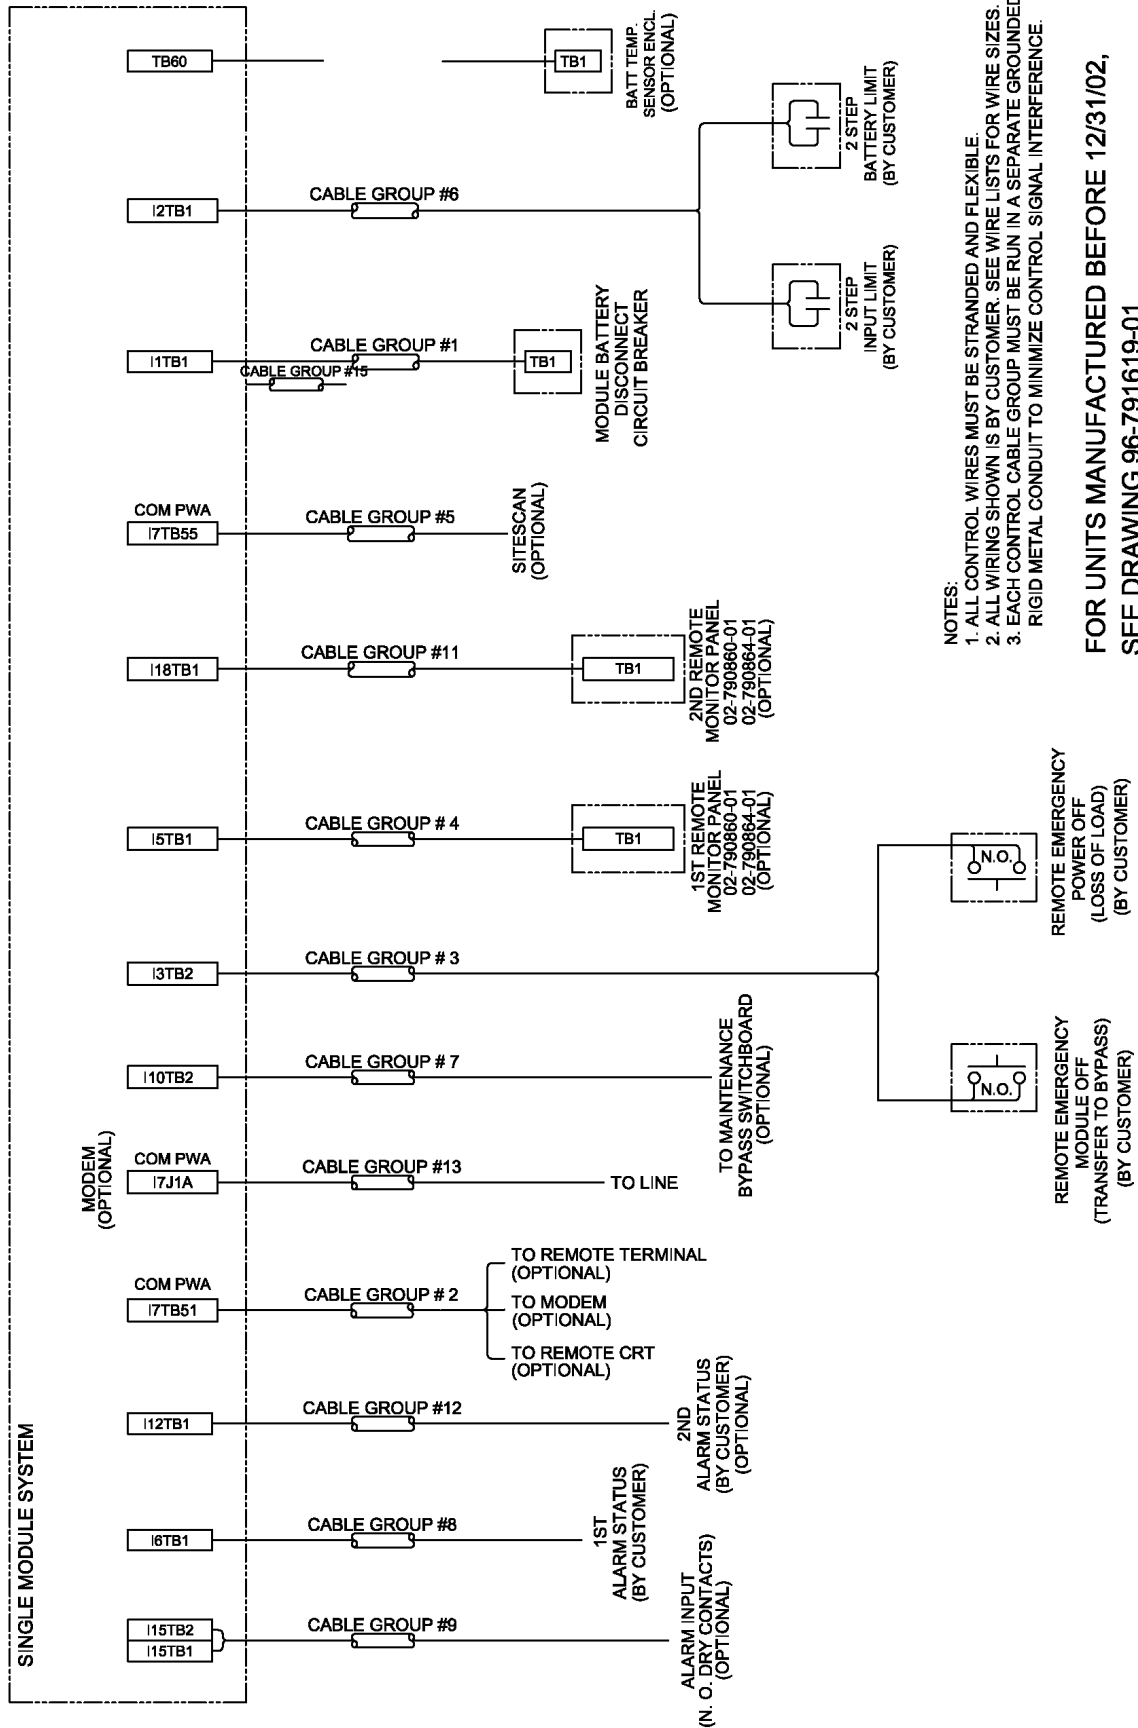 SINGLE MODULE SYSTEM
TB60
TB1
BATT TEMP.
SENSOR ENCL.
(OPTIONAL)
I2TB1
CABLE GROUP #6
2 STEP
BATTERY LIMIT
(BY CUSTOMER)
2 STEP
INPUT LIMIT
(BY CUSTOMER)
I1TB1
CABLE GROUP #1
CABLE GROUP #15
TB1
MODULE BATTERY
DISCONNECT
CIRCUIT BREAKER
COM PWA
I7TB55
CABLE GROUP #5
SITESCAN
(OPTIONAL)
I18TB1
CABLE GROUP #11
TB1
2ND REMOTE
MONITOR PANEL
02-790860-01
02-790864-01
(OPTIONAL)
I5TB1
CABLE GROUP # 4
TB1
1ST REMOTE
MONITOR PANEL
02-790860-01
02-790864-01
(OPTIONAL)
I3TB2
CABLE GROUP # 3
N.O.
REMOTE EMERGENCY
POWER OFF
(LOSS OF LOAD)
(BY CUSTOMER)
N.O.
REMOTE EMERGENCY
MODULE OFF
(TRANSFER TO BYPASS)
(BY CUSTOMER)
I10TB2
CABLE GROUP # 7
TO MAINTENANCE
BYPASS SWITCHBOARD
(OPTIONAL)
MODEM
(OPTIONAL)
COM PWA
I7J1A
CABLE GROUP #13
TO LINE
COM PWA
I7TB51
CABLE GROUP # 2
TO REMOTE TERMINAL
(OPTIONAL)
TO MODEM
(OPTIONAL)
TO REMOTE CRT
(OPTIONAL)
I12TB1
CABLE GROUP #12
2ND
ALARM STATUS
(BY CUSTOMER)
(OPTIONAL)
I6TB1
CABLE GROUP #8
1ST
ALARM STATUS
(BY CUSTOMER)
I15TB2
I15TB1
CABLE GROUP #9
ALARM INPUT
(N. O. DRY CONTACTS)
(OPTIONAL)
NOTES:
1. ALL CONTROL WIRES MUST BE STRANDED AND FLEXIBLE.
2. ALL WIRING SHOWN IS BY CUSTOMER. SEE WIRE LISTS FOR WIRE SIZES.
3. EACH CONTROL CABLE GROUP MUST BE RUN IN A SEPARATE GROUNDED
RIGID METAL CONDUIT TO MINIMIZE CONTROL SIGNAL INTERFERENCE.
FOR UNITS MANUFACTURED BEFORE 12/31/02,
SEE DRAWING 96-791619-01